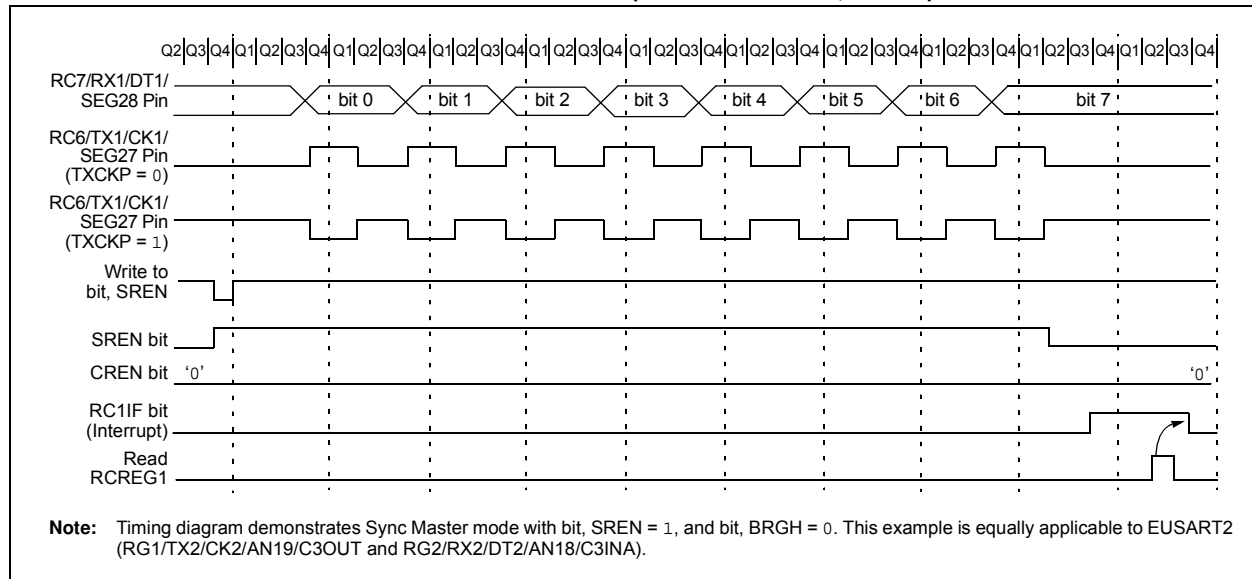 Q2|Q3|Q4|Q1|Q2|Q3|Q4|Q1|Q2|Q3|Q4|Q1|Q2|Q3|Q4|Q1|Q2|Q3|Q4|Q1|Q2|Q3|Q4|Q1|Q2|Q3|Q4|Q1|Q2|Q3|Q4|Q1|Q2|Q3|Q4|Q1|Q2|Q3|Q4|Q1|Q2|Q3|Q4
RC7/RX1/DT1/
SEG28 Pin
bit 0 bit 1 bit 2 bit 3 bit 4 bit 5 bit 6 bit 7
RC6/TX1/CK1/
SEG27 Pin
(TXCKP = 0)
RC6/TX1/CK1/
SEG27 Pin
(TXCKP = 1)
Write to
bit, SREN
SREN bit
CREN bit ‘0’ ‘0’
RC1IF bit
(Interrupt)
Read
RCREG1
Note: Timing diagram demonstrates Sync Master mode with bit, SREN = 1, and bit, BRGH = 0. This example is equally applicable to EUSART2
(RG1/TX2/CK2/AN19/C3OUT and RG2/RX2/DT2/AN18/C3INA).